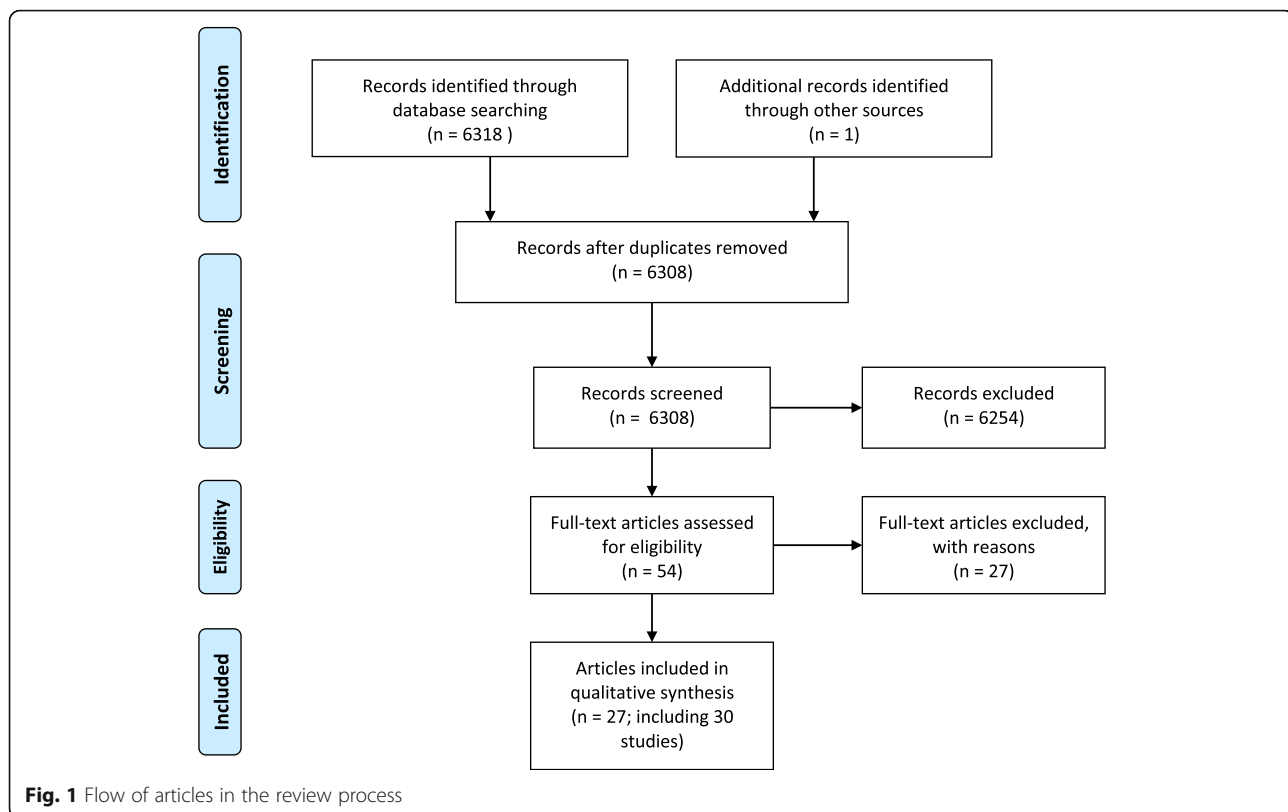 Identification
Records identified through
database searching
(n = 6318 )
Additional records identified
through other sources
(n = 1)
Records after duplicates removed
(n = 6308)
Screening
Records screened
(n = 6308)
Records excluded
(n = 6254)
Eligibility
Full-text articles assessed
for eligibility
(n = 54)
Full-text articles excluded,
with reasons
(n = 27)
Included
Articles included in
qualitative synthesis
(n = 27; including 30
studies)
Fig. 1 Flow of articles in the review process